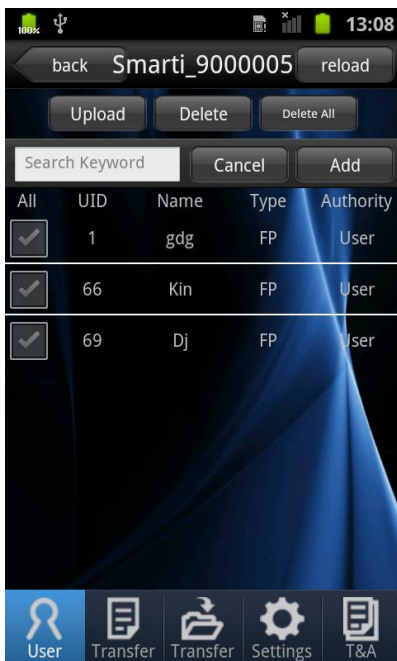 100% 13:08
back Smarti_9000005 reload
Upload Delete Delete All
Search Keyword Cancel Add
All UID Name Type Authority
1 gdg FP User
66 Kin FP User
69 Dj FP User
User Transfer Transfer Settings T&A